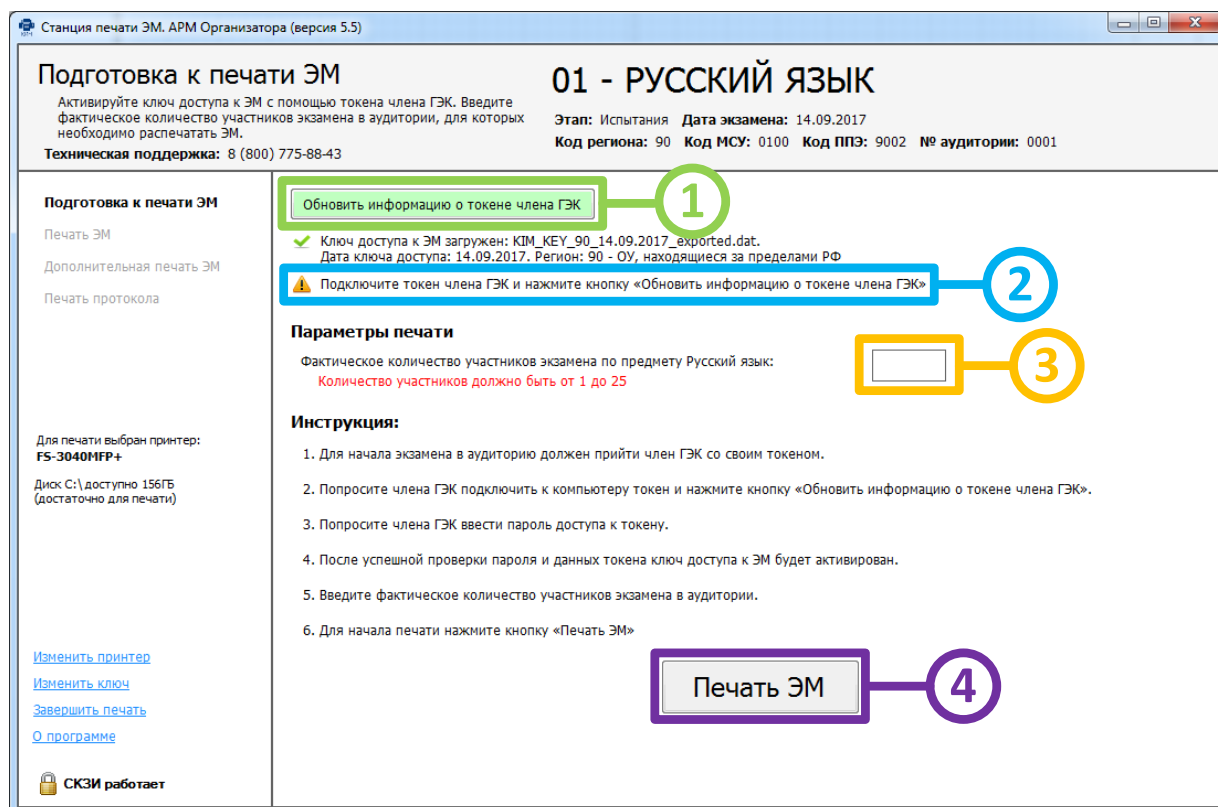 Станция печати ЭМ. АРМ Организатора (версия 5.5)
Подготовка к печати ЭМ
Активируйте ключ доступа к ЭМ с помощью токена члена ГЭК. Введите
фактическое количество участников экзамена в аудитории, для которых
необходимо распечатать ЭМ.
Техническая поддержка: 8 (800) 775-88-43
01 - РУССКИЙ ЯЗЫК
Этап: Испытания Дата экзамена: 14.09.2017
Код региона: 90 Код МСУ: 0100 Код ППЭ: 9002 № аудитории: 0001
Подготовка к печати ЭМ
Печать ЭМ
Дополнительная печать ЭМ
Печать протокола
Для печати выбран принтер:
FS-3040MFP+
Диск C:\ доступно 156ГБ
(достаточно для печати)
Изменить принтер
Изменить ключ
Завершить печать
О программе
СКЗИ работает
Обновить информацию о токене члена ГЭК
1
Ключ доступа к ЭМ загружен: KIM_KEY_90_14.09.2017_exported.dat.
Дата ключа доступа: 14.09.2017. Регион: 90 - ОУ, находящиеся за пределами РФ
Подключите токен члена ГЭК и нажмите кнопку «Обновить информацию о токене члена ГЭК»
2
Параметры печати
Фактическое количество участников экзамена по предмету Русский язык:
3
Количество участников должно быть от 1 до 25
Инструкция:
1. Для начала экзамена в аудиторию должен прийти член ГЭК со своим токеном.
2. Попросите члена ГЭК подключить к компьютеру токен и нажмите кнопку «Обновить информацию о токене члена ГЭК».
3. Попросите члена ГЭК ввести пароль доступа к токену.
4. После успешной проверки пароля и данных токена ключ доступа к ЭМ будет активирован.
5. Введите фактическое количество участников экзамена в аудитории.
6. Для начала печати нажмите кнопку «Печать ЭМ»
Печать ЭМ
4